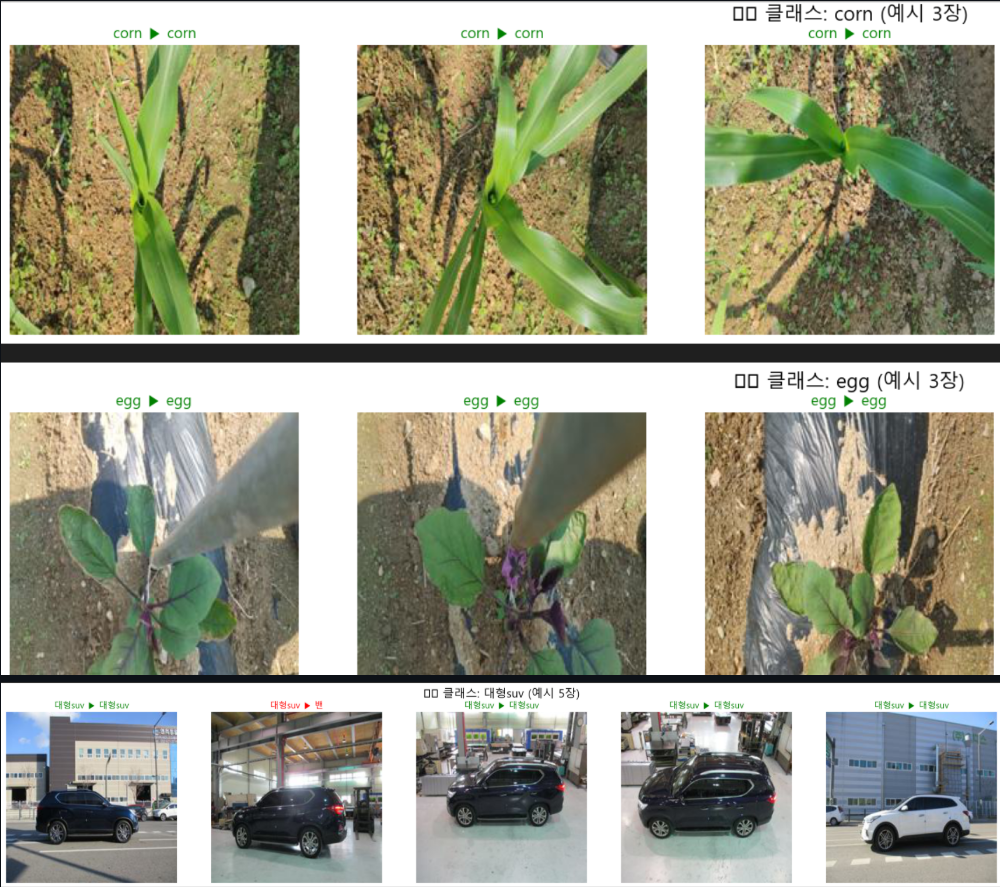 □□ 클래스: corn (예시 3장)
corn ▶ corn
corn ▶ corn
corn ▶ corn
□□ 클래스: egg (예시 3장)
egg ▶ egg
egg ▶ egg
egg ▶ egg
□□ 클래스: 대형suv (예시 5장)
대형suv ▶ 대형suv
대형suv ▶ 밴
대형suv ▶ 대형suv
대형suv ▶ 대형suv
대형suv ▶ 대형suv